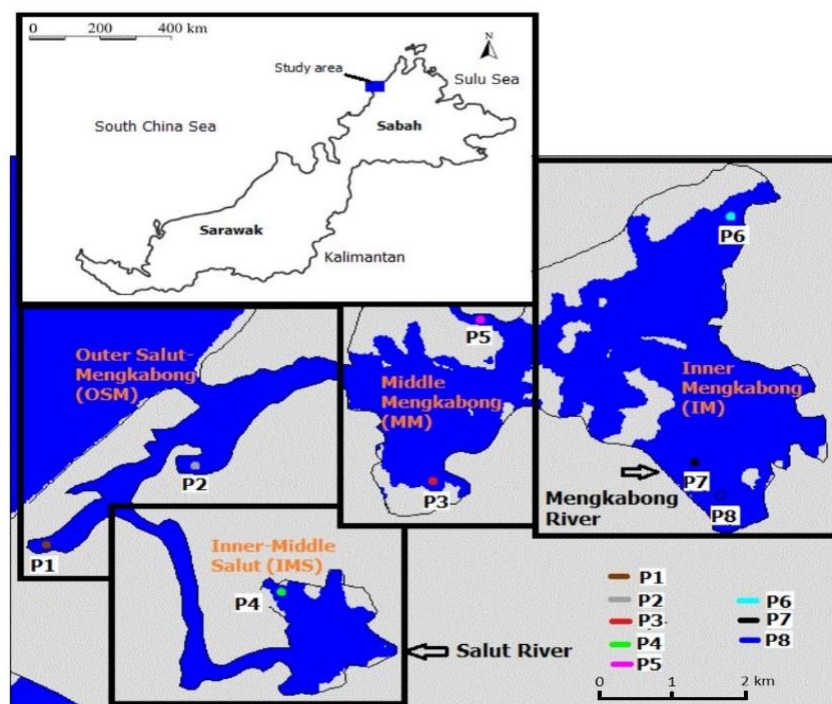 0 200 400 km
N
Study area
Sulu Sea
South China Sea
Sabah
Sarawak
Kalimantan
P6
P5
Outer Salut-
Mengkabong
(OSM)
Middle
Mengkabong
(MM)
Inner
Mengkabong
(IM)
P2
P3
P7
Mengkabong
River
P8
P1
Inner-Middle
Salut (IMS)
P4
Salut River
P1
P2
P3
P4
P5
P6
P7
P8
0 1 2 km